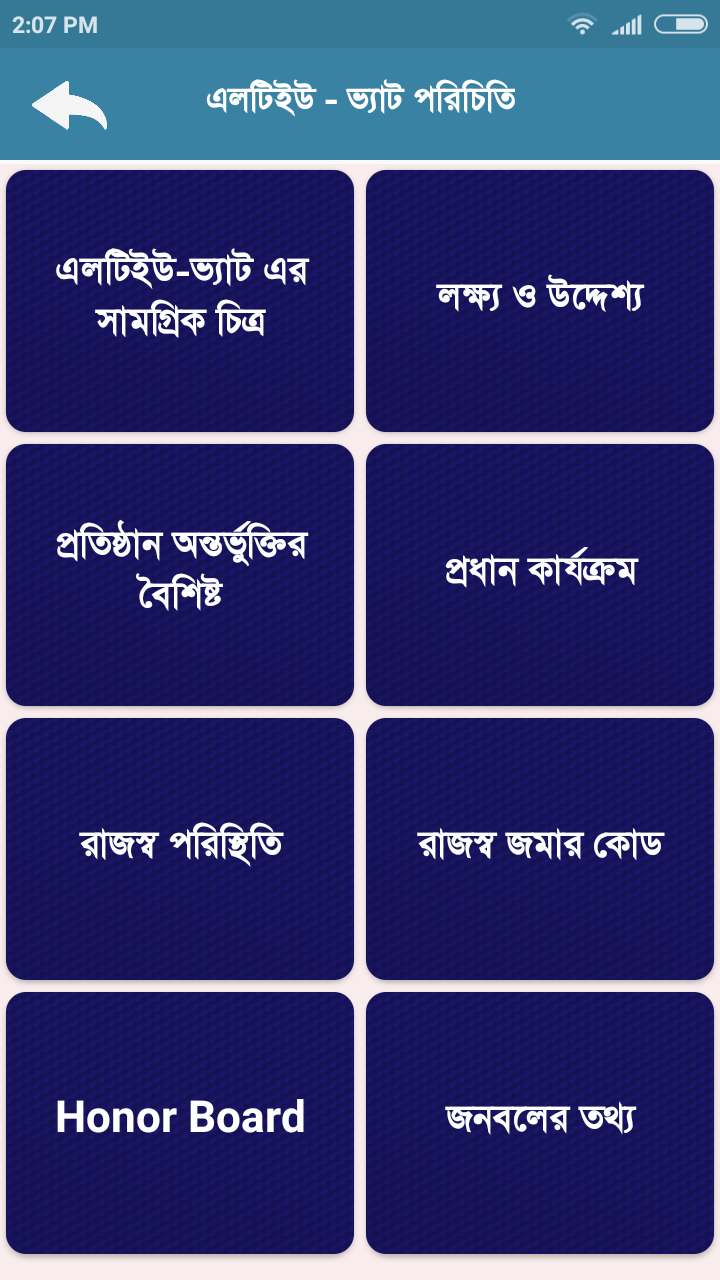 2:07 PM
এলটিইউ - ভ্যাট পরিচিতি
এলটিইউ-ভ্যাট এর
সামগ্রিক চিত্র
লক্ষ্য ও উদ্দেশ্য
প্রতিষ্ঠান অন্তর্ভুক্তির
বৈশিষ্ট
প্রধান কার্যক্রম
রাজস্ব পরিস্থিতি
রাজস্ব জমার কোড
Honor Board
জনবলের তথ্য